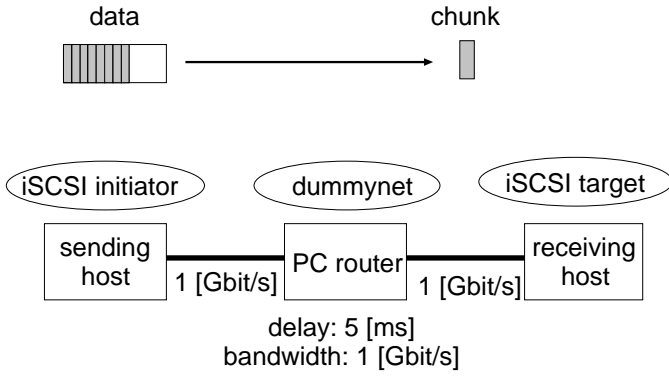 data
chunk
iSCSI initiator
dummynet
iSCSI target
sending
host
1 [Gbit/s]
PC router
1 [Gbit/s]
receiving
host
delay: 5 [ms]
bandwidth: 1 [Gbit/s]